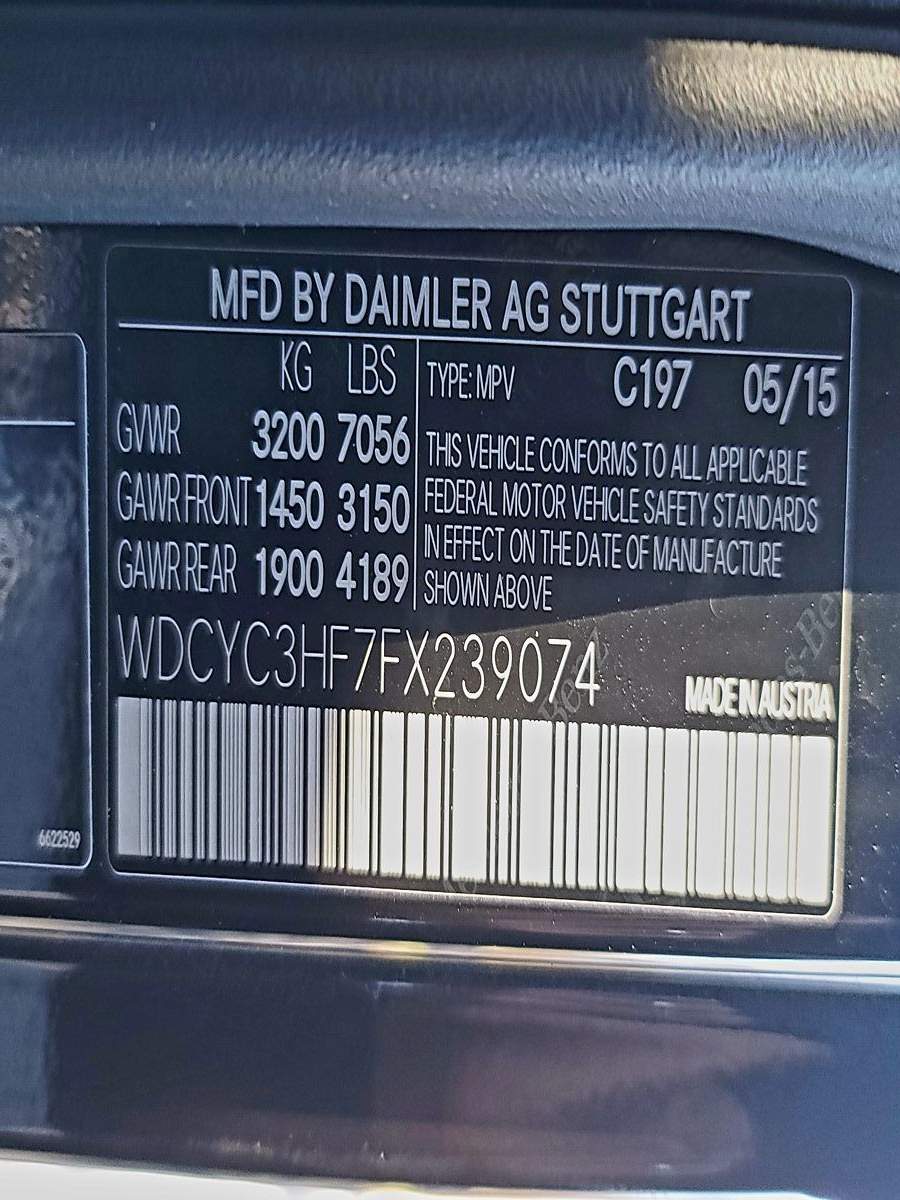 MFD BY DAIMLER AG STUTTGART
KG LBS
GVWR 3200 7056
GAWR FRONT 1450 3150
GAWR REAR 1900 4189
TYPE: MPV C197 05/15
THIS VEHICLE CONFORMS TO ALL APPLICABLE
FEDERAL MOTOR VEHICLE SAFETY STANDARDS
IN EFFECT ON THE DATE OF MANUFACTURE
SHOWN ABOVE
WDCYC3HF7FX239074
MADE IN AUSTRIA
6622529